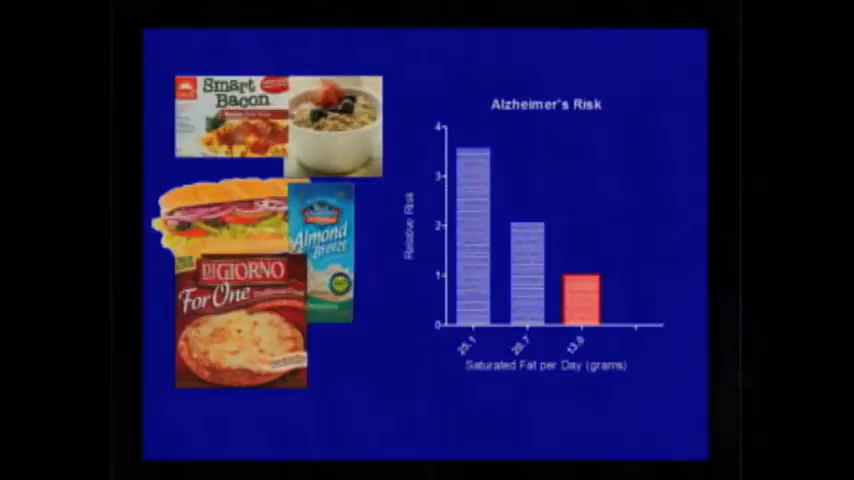 Smart
Bacon
Almond
Breeze
DIGIORNO
For One
Alzheimer's Risk
4
3
2
1
0
Relative Risk
25.1
20.7
13.0
Saturated Fat per Day (grams)